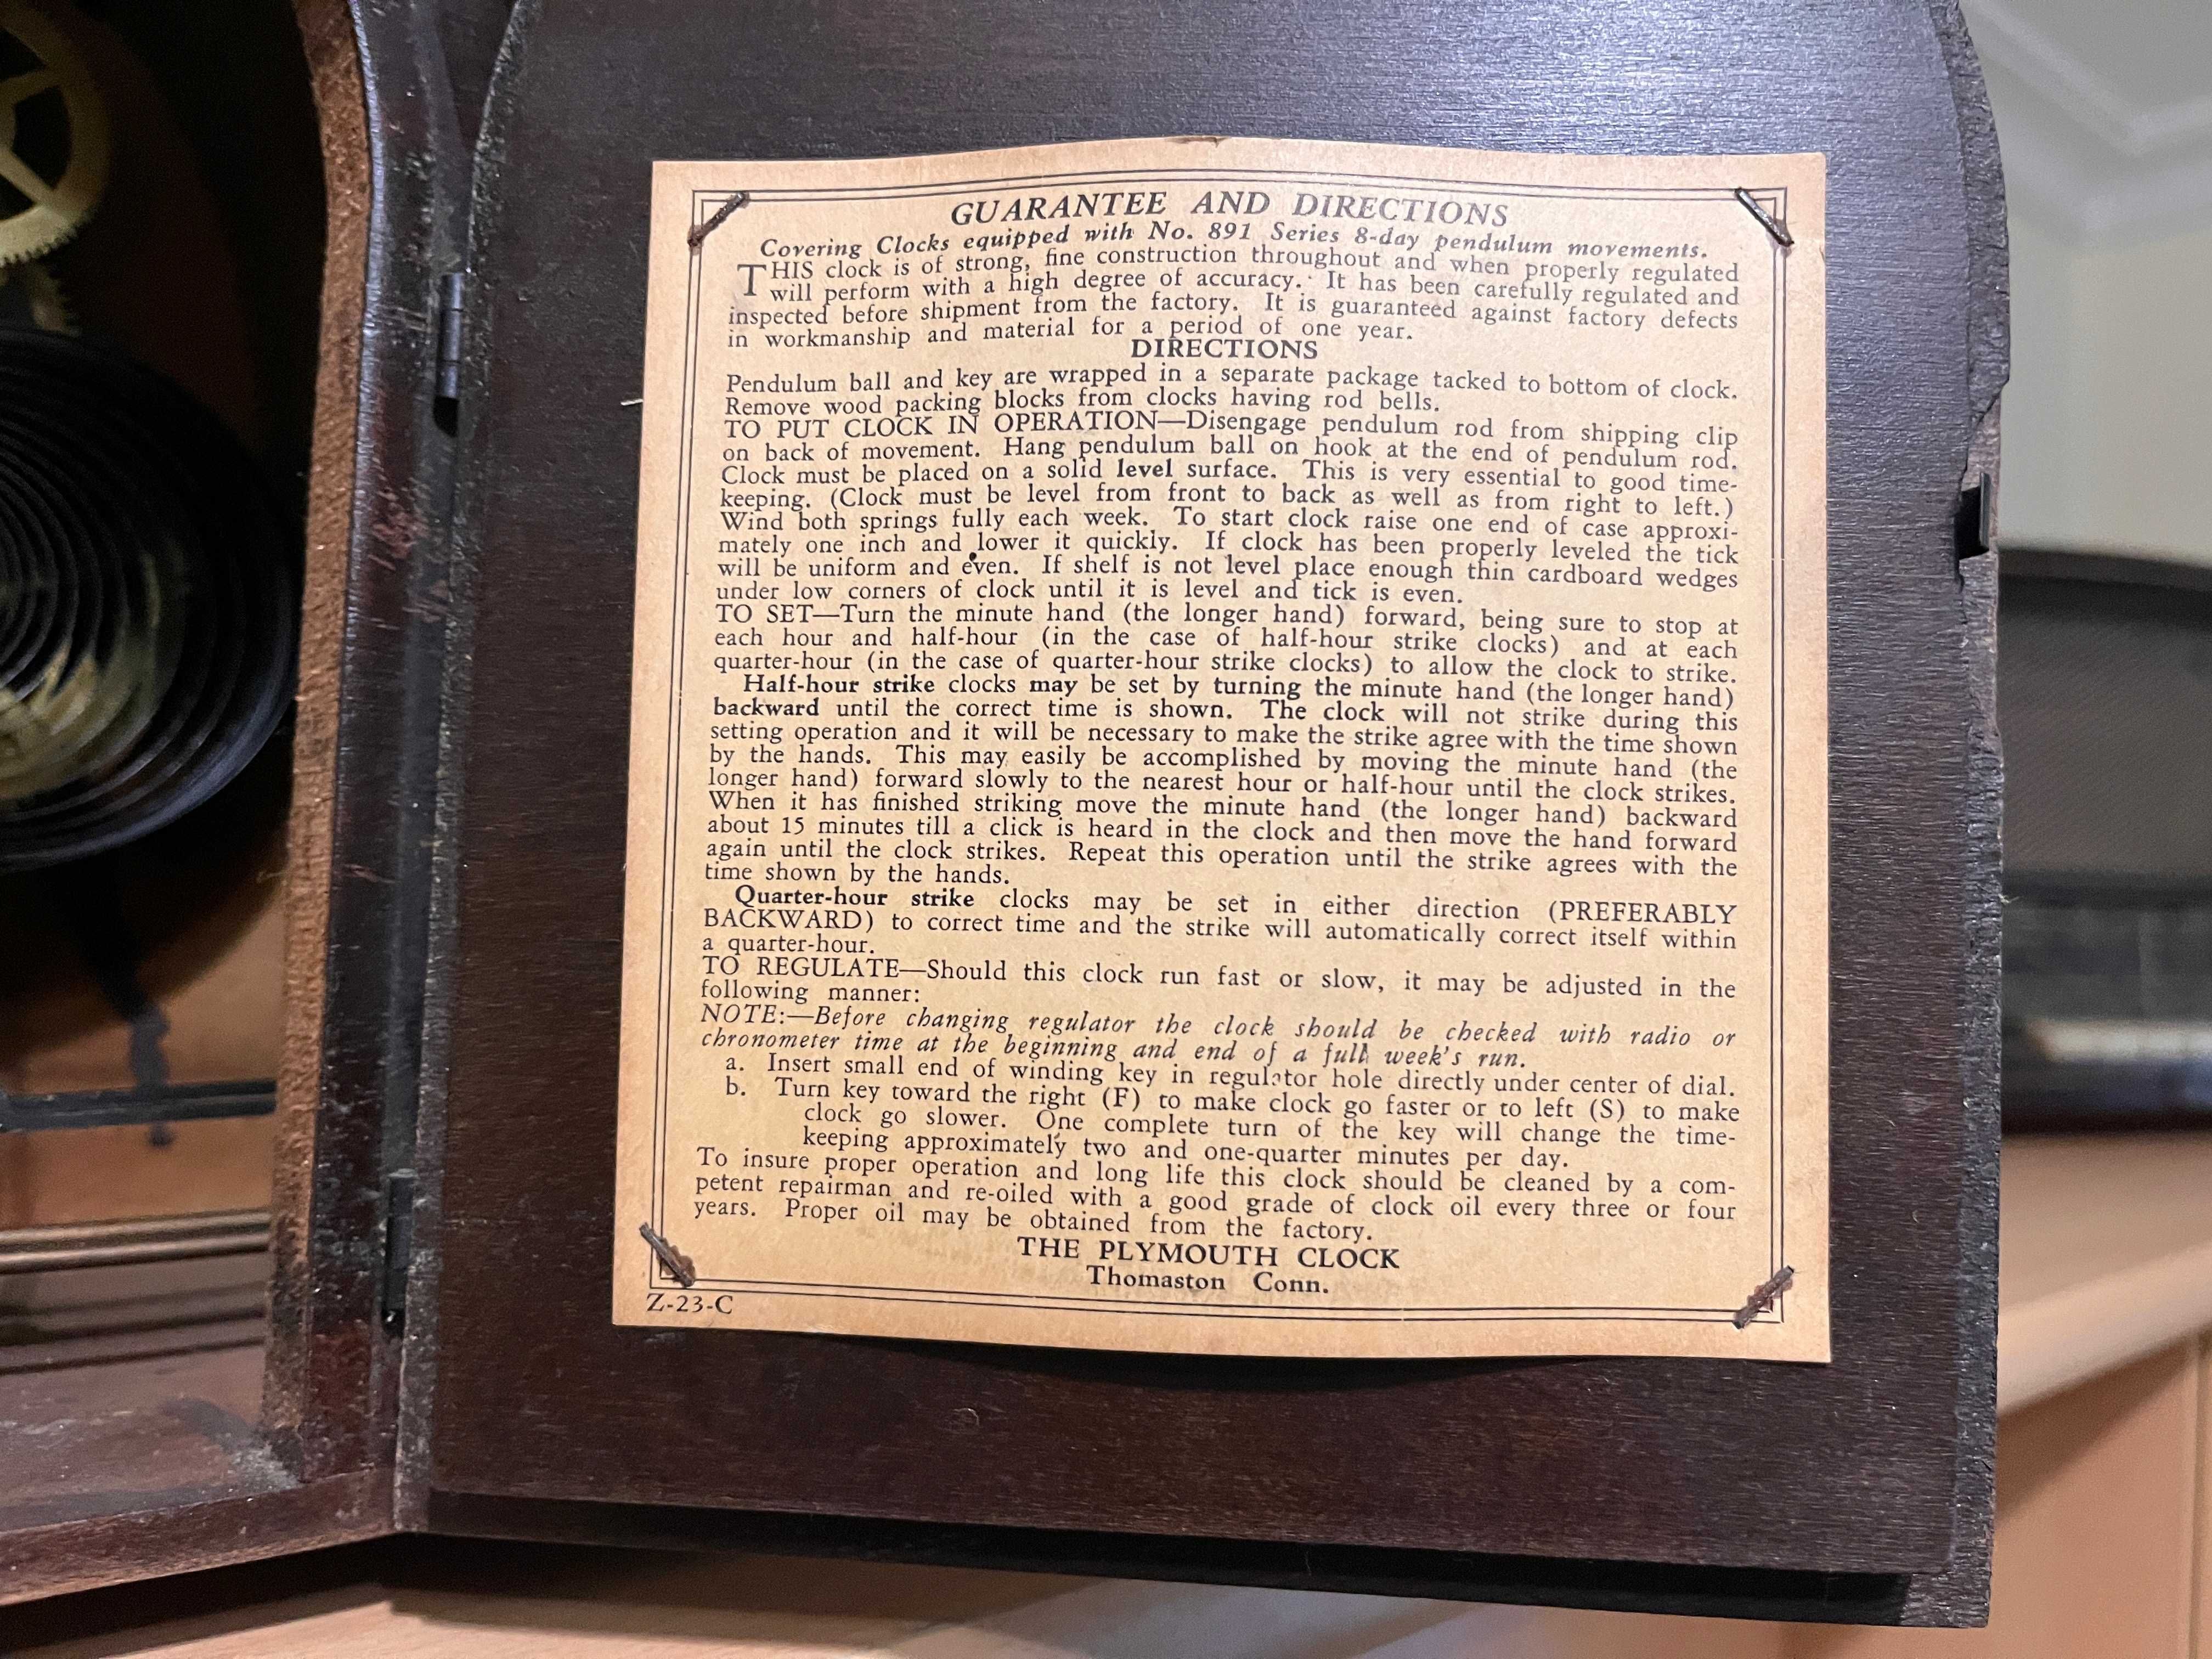 GUARANTEE AND DIRECTIONS
Covering Clocks equipped with No. 891 Series 8-day pendulum movements.
THIS clock is of strong, fine construction throughout and when properly regulated
will perform with a high degree of accuracy. It has been carefully regulated and
inspected before shipment from the factory. It is guaranteed against factory defects
in workmanship and material for a period of one year.
DIRECTIONS
Pendulum ball and key are wrapped in a separate package tacked to bottom of clock.
Remove wood packing blocks from clocks having rod bells.
TO PUT CLOCK IN OPERATION—Disengage pendulum rod from shipping clip
on back of movement. Hang pendulum ball on hook at the end of pendulum rod.
Clock must be placed on a solid level surface. This is very essential to good time-
keeping. (Clock must be level from front to back as well as from right to left.)
Wind both springs fully each week. To start clock raise one end of case approxi-
mately one inch and lower it quickly. If clock has been properly leveled the tick
will be uniform and even. If shelf is not level place enough thin cardboard wedges
under low corners of clock until it is level and tick is even.
TO SET—Turn the minute hand (the longer hand) forward, being sure to stop at
each hour and half-hour (in the case of half-hour strike clocks) and at each
quarter-hour (in the case of quarter-hour strike clocks) to allow the clock to strike.
Half-hour strike clocks may be set by turning the minute hand (the longer hand)
backward until the correct time is shown. The clock will not strike during this
setting operation and it will be necessary to make the strike agree with the time shown
by the hands. This may easily be accomplished by moving the minute hand (the
longer hand) forward slowly to the nearest hour or half-hour until the clock strikes.
When it has finished striking move the minute hand (the longer hand) backward
about 15 minutes till a click is heard in the clock and then move the hand forward
again until the clock strikes. Repeat this operation until the strike agrees with the
time shown by the hands.
Quarter-hour strike clocks may be set in either direction (PREFERABLY
BACKWARD) to correct time and the strike will automatically correct itself within
a quarter-hour.
TO REGULATE—Should this clock run fast or slow, it may be adjusted in the
following manner:
NOTE:—Before changing regulator the clock should be checked with radio or
chronometer time at the beginning and end of a full week's run.
a. Insert small end of winding key in regulator hole directly under center of dial.
b. Turn key toward the right (F) to make clock go faster or to left (S) to make
clock go slower. One complete turn of the key will change the time-
keeping approximately two and one-quarter minutes per day.
To insure proper operation and long life this clock should be cleaned by a com-
petent repairman and re-oiled with a good grade of clock oil every three or four
years. Proper oil may be obtained from the factory.
THE PLYMOUTH CLOCK
Thomaston Conn.
Z-23-C